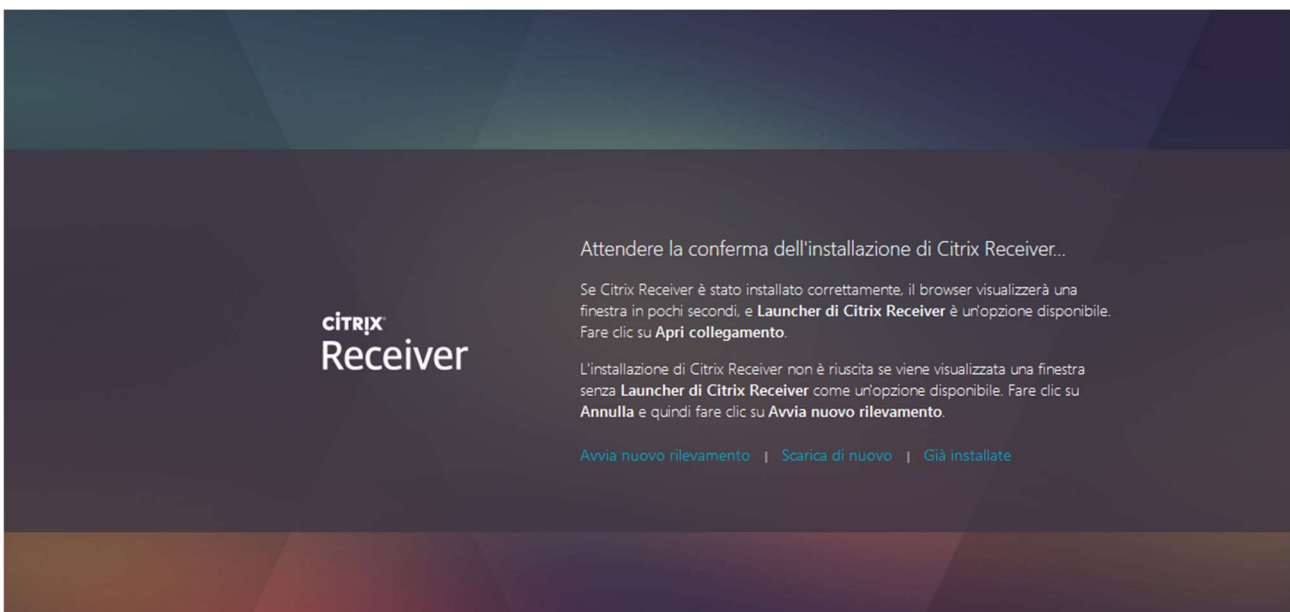 CİTRIX
Receiver
Attendere la conferma dell'installazione di Citrix Receiver...
Se Citrix Receiver è stato installato correttamente, il browser visualizzerà una
finestra in pochi secondi, e Launcher di Citrix Receiver è un'opzione disponibile.
Fare clic su Apri collegamento.
L'installazione di Citrix Receiver non è riuscita se viene visualizzata una finestra
senza Launcher di Citrix Receiver come un'opzione disponibile. Fare clic su
Annulla e quindi fare clic su Avvia nuovo rilevamento.
Avvia nuovo rilevamento | Scarica di nuovo | Già installate